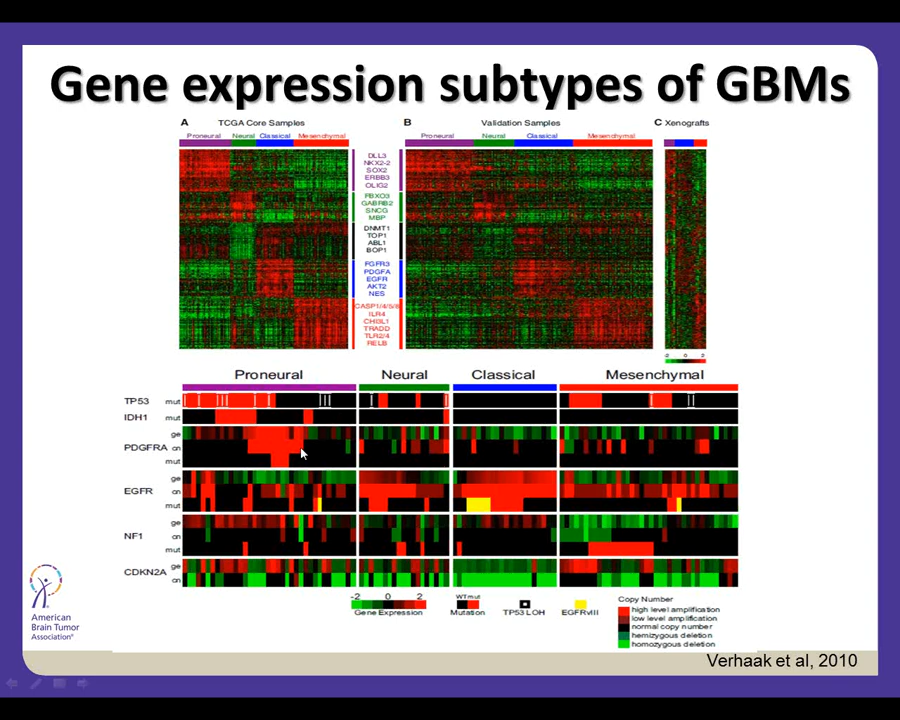 Gene expression subtypes of GBMs
A TCGA Core Samples
B Validation Samples
C Xenografts
Proneural Neural Classical Mesenchymal
Proneural Neural Classical Mesenchymal
DLL3
NKX2-2
SOX2
ERBB3
OLIG2
FBXO3
GABRB2
SNCG
MBP
DNMT1
TOP1
ABL1
BOP1
FGFR3
PDGFA
EGFR
AKT2
NES
CASP1/4/5/8
ILR4
CHI3L1
TRADD
TLR2/4
RELB
-2 0 2
Proneural Neural Classical Mesenchymal
TP53 mut
IDH1 mut
ge
PDGFRA cn
mut
ge
EGFR cn
mut
ge
NF1 cn
mut
CDKN2A ge
cn
-2 0 2
Gene Expression
WT mut
Mutation
TP53 LOH
EGFRvIII
Copy Number
high level amplification
low level amplification
normal copy number
hemizygous deletion
homozygous deletion
American
Brain Tumor
Association®
Verhaak et al, 2010